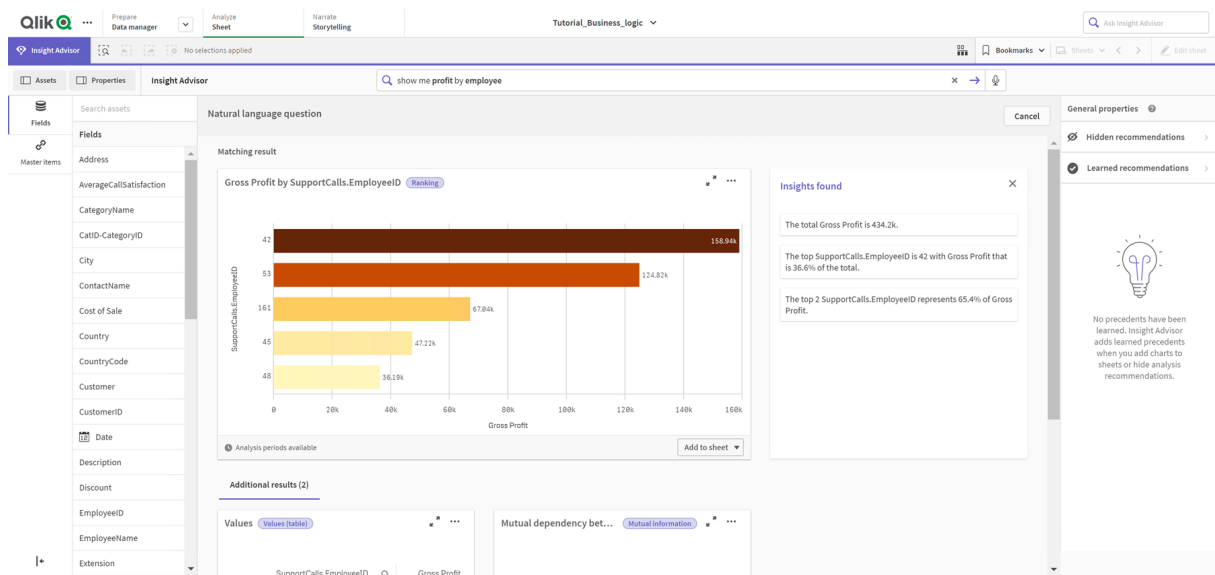 Qlik
Prepare
Data manager
Analyze
Sheet
Narrate
Storytelling
Tutorial_Business_logic
Ask Insight Advisor
Insight Advisor
No selections applied
Bookmarks
Sheets
Edit sheet
Assets
Properties
Insight Advisor
show me profit by employee
Fields
Master items
Search assets
Fields
Address
AverageCallSatisfaction
CategoryName
CatID-CategoryID
City
ContactName
Cost of Sale
Country
CountryCode
Customer
CustomerID
Date
Description
Discount
EmployeeID
EmployeeName
Extension
Natural language question
Cancel
Matching result
Gross Profit by SupportCalls.EmployeeID
Ranking
SupportCalls.EmployeeID
42
158.94k
53
124.82k
161
67.04k
45
47.22k
48
36.19k
0 20k 40k 60k 80k 100k 120k 140k 160k
Gross Profit
Analysis periods available
Add to sheet
Insights found
The total Gross Profit is 434.2k.
The top SupportCalls.EmployeeID is 42 with Gross Profit that
is 36.6% of the total.
The top 2 SupportCalls.EmployeeID represents 65.4% of Gross
Profit.
Additional results (2)
Values
Values (table)
SupportCalls.EmployeeID
Gross Profit
Mutual dependency bet...
Mutual information
General properties
Hidden recommendations
Learned recommendations
No precedents have been
learned. Insight Advisor
adds learned precedents
when you add charts to
sheets or hide analysis
recommendations.